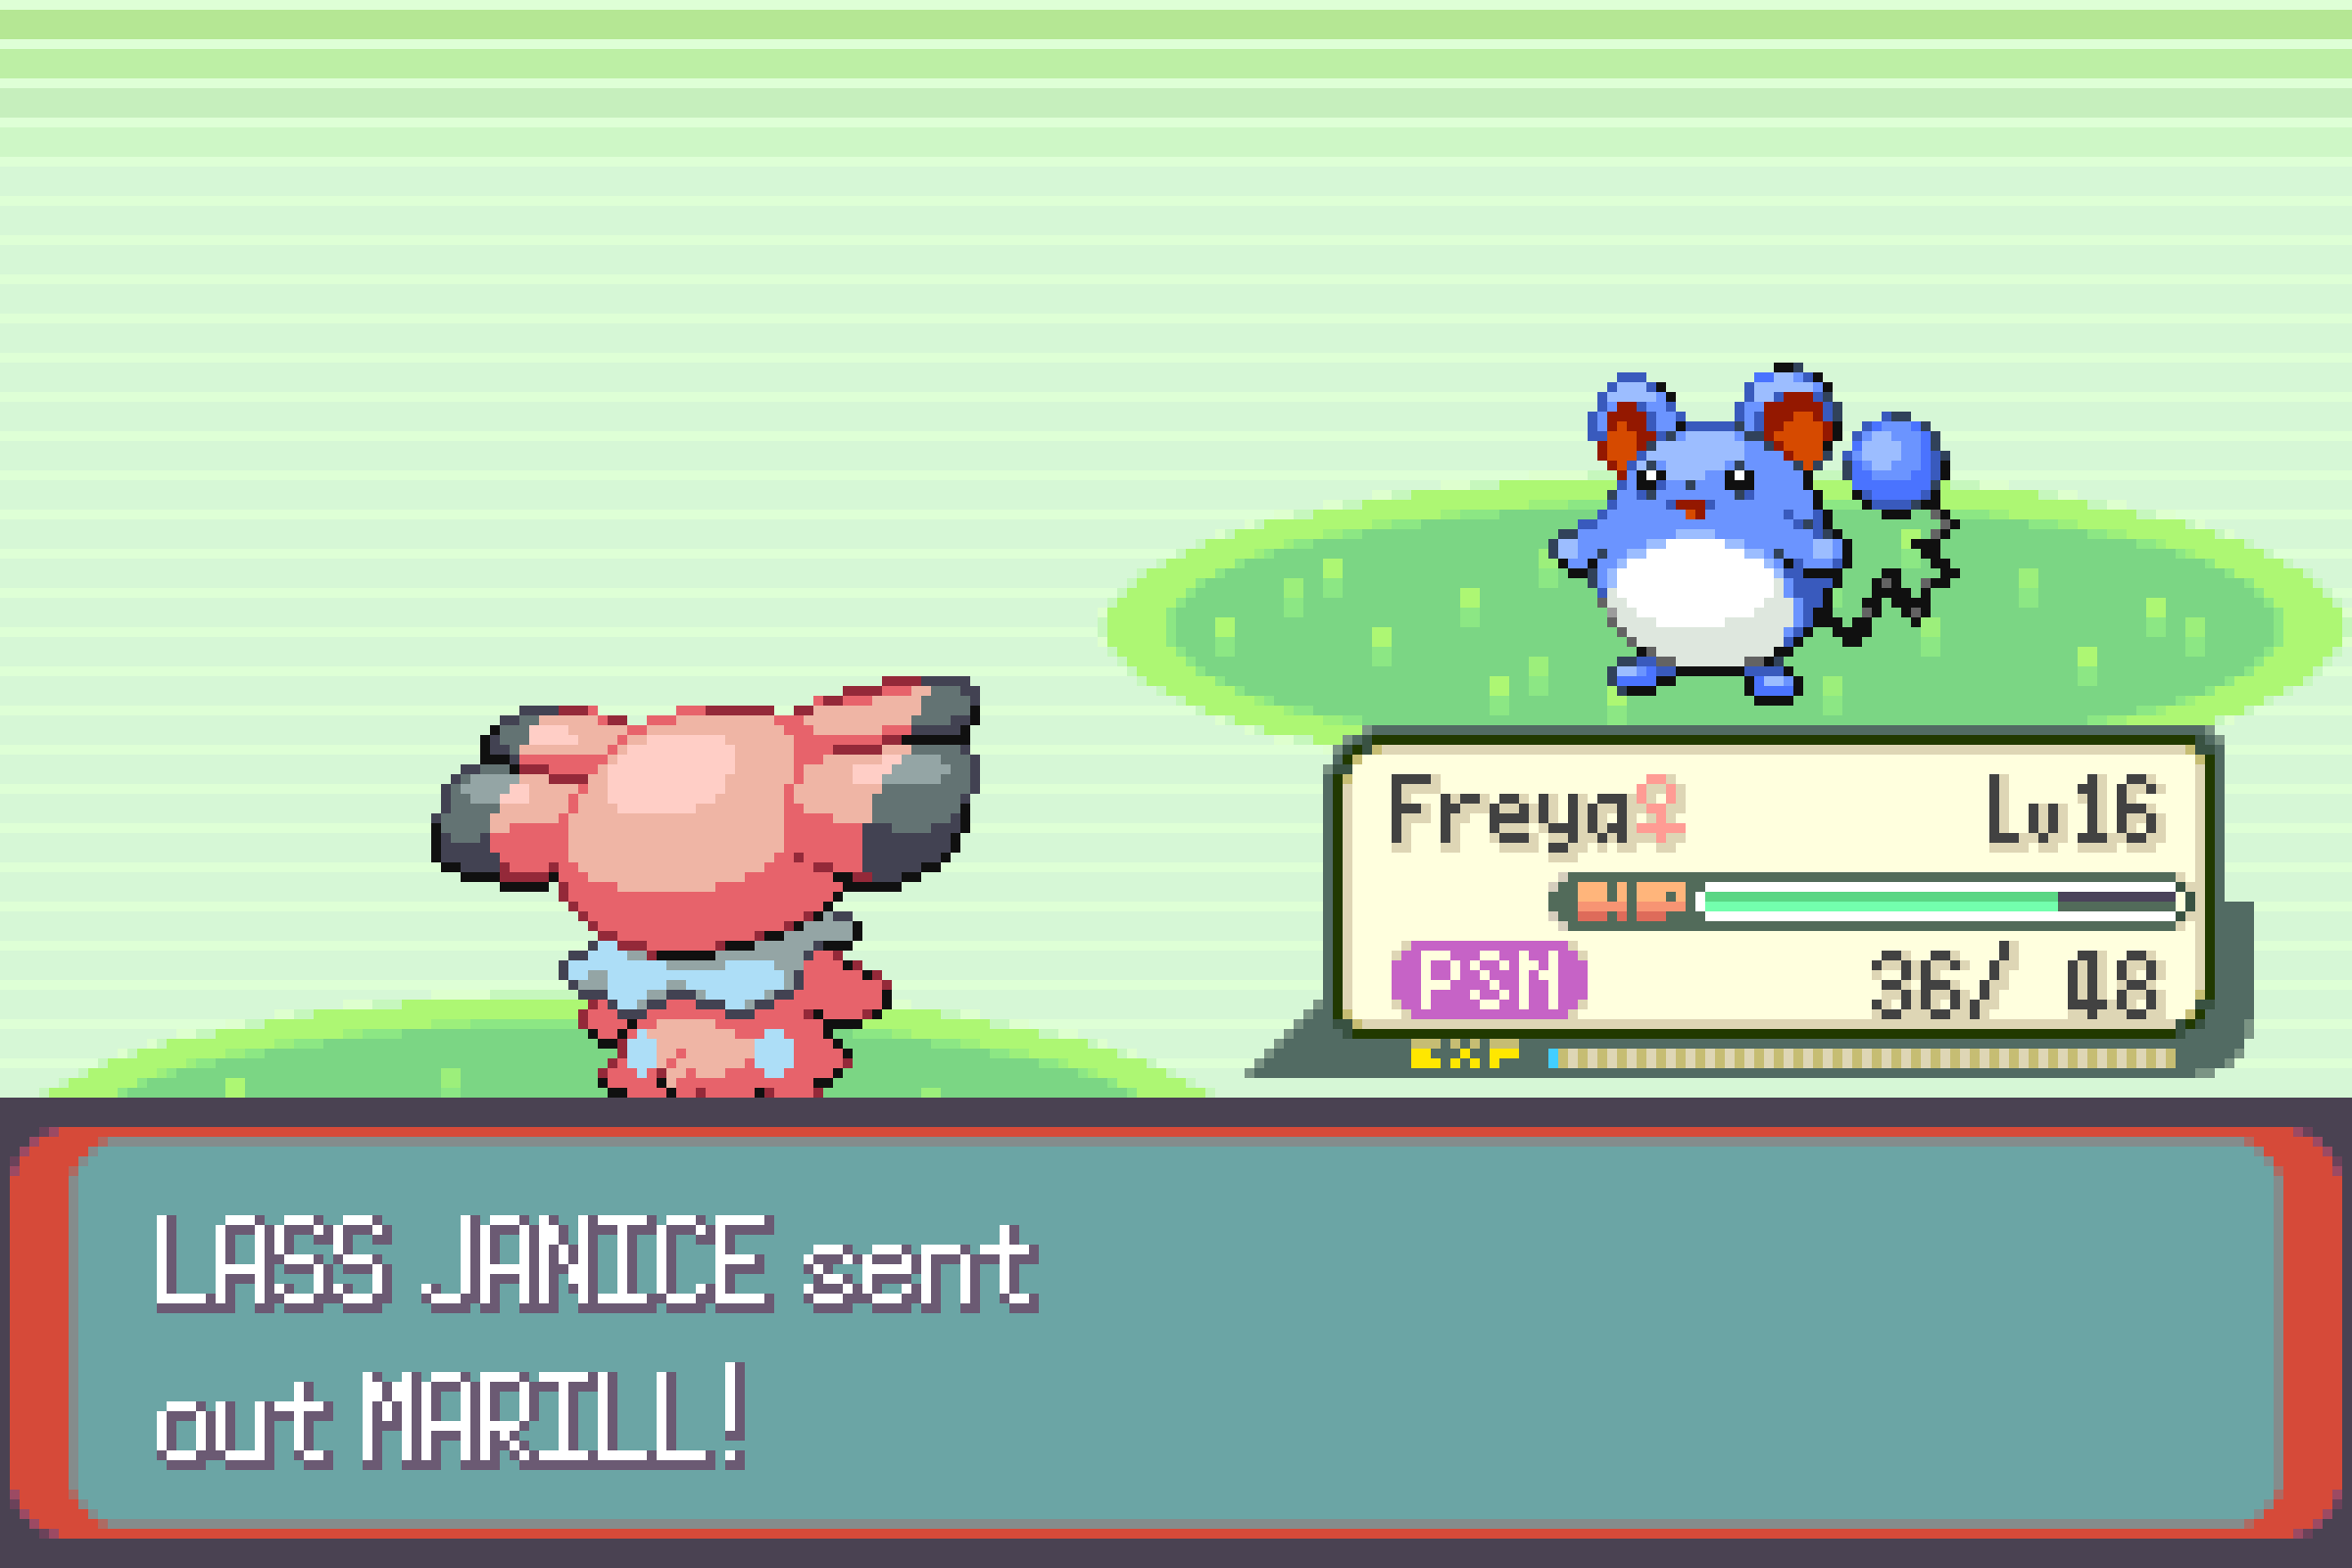 Freya♀ Lv16
HP
PSN 36/ 48
EXP
LASS JANICE sent
out MARILL!